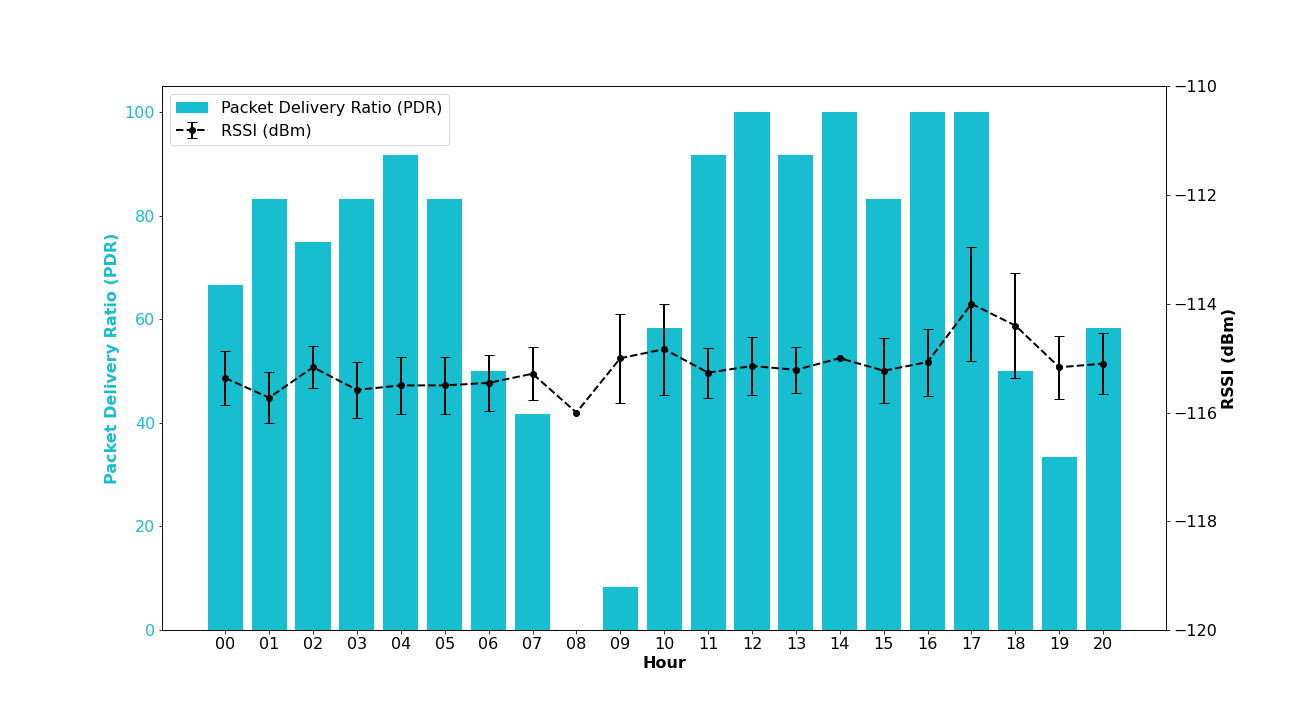 Packet Delivery Ratio (PDR)
RSSI (dBm)
100
80
60
40
20
0
Packet Delivery Ratio (PDR)
−110
−112
−114
−116
−118
−120
RSSI (dBm)
00 01 02 03 04 05 06 07 08 09 10 11 12 13 14 15 16 17 18 19 20
Hour